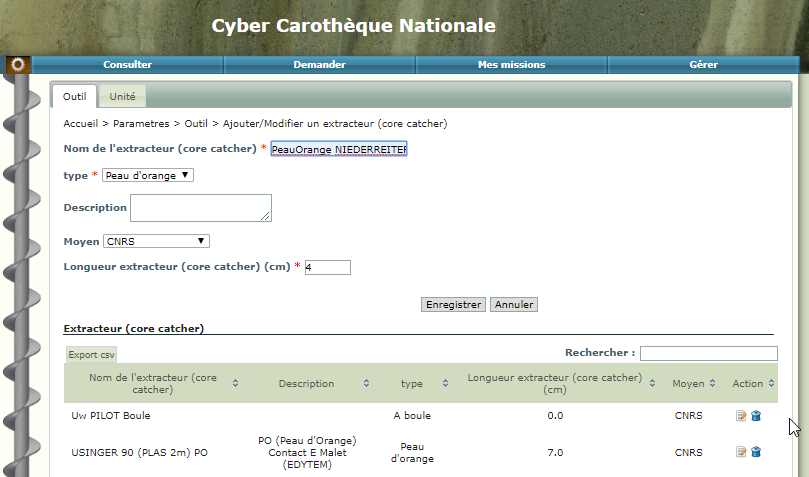 Cyber Carothèque Nationale
Consulter Demander Mes missions Gérer
Outil Unité
Accueil > Parametres > Outil > Ajouter/Modifier un extracteur (core catcher)
Nom de l'extracteur (core catcher) * PeauOrange NIEDERREITER
type * Peau d'orange
Description
Moyen CNRS
Longueur extracteur (core catcher) (cm) * 4
Enregistrer Annuler
Extracteur (core catcher)
Export csv Rechercher :
Nom de l'extracteur (core catcher) Description type Longueur extracteur (core catcher) (cm) Moyen Action
Uw PILOT Boule A boule 0.0 CNRS
USINGER 90 (PLAS 2m) PO PO (Peau d'Orange) Contact E Malet (EDYTEM) Peau d'orange 7.0 CNRS